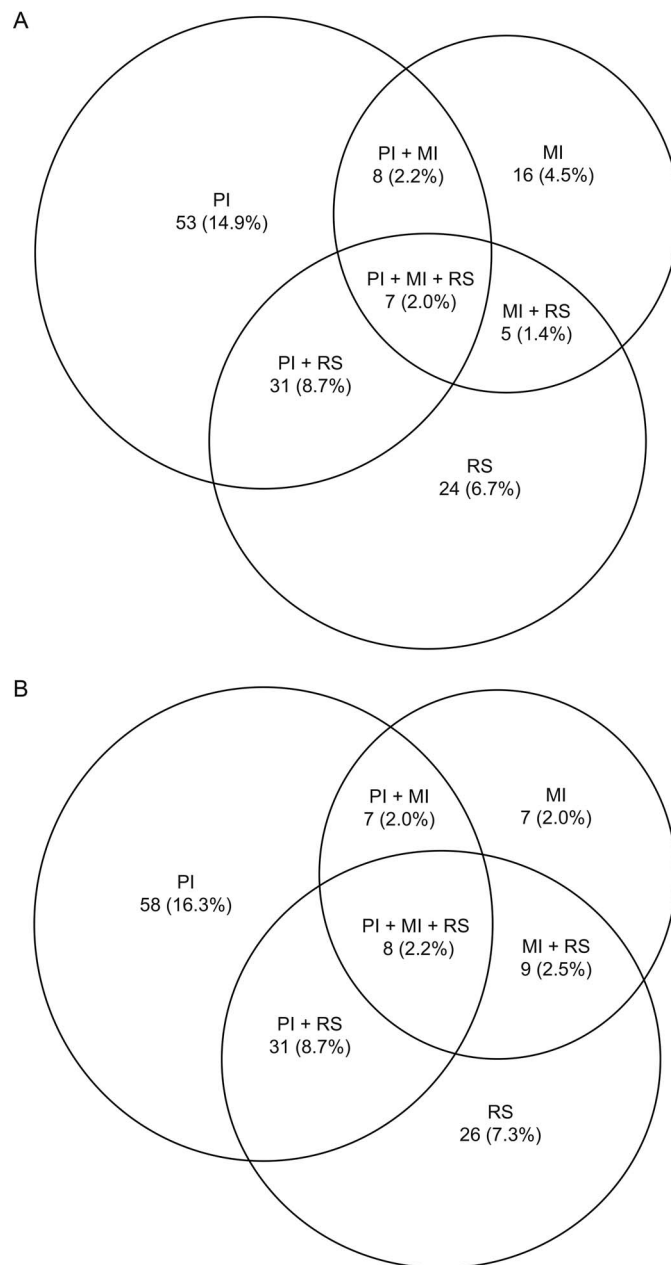 A
PI + MI
8 (2.2%)
MI
16 (4.5%)
PI
53 (14.9%)
PI + MI + RS
7 (2.0%)
MI + RS
5 (1.4%)
PI + RS
31 (8.7%)
RS
24 (6.7%)
B
PI + MI
7 (2.0%)
MI
7 (2.0%)
PI
58 (16.3%)
PI + MI + RS
8 (2.2%)
MI + RS
9 (2.5%)
PI + RS
31 (8.7%)
RS
26 (7.3%)